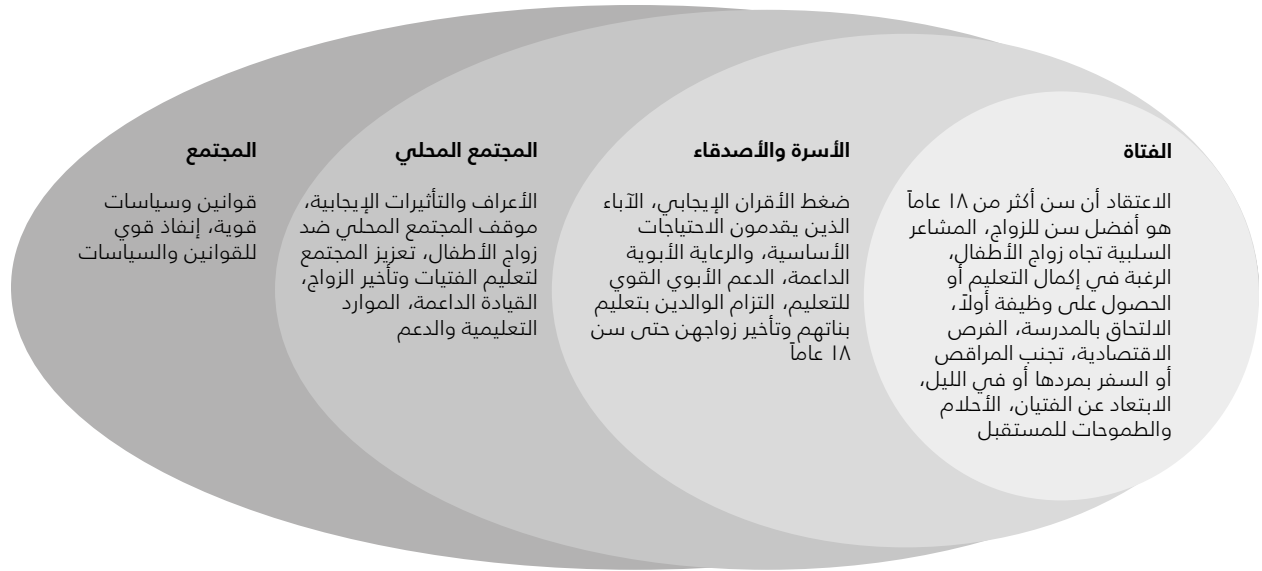 الفتاة
الاعتقاد أن سن أكثر من ١٨ عاماً
هو أفضل سن للزواج، المشاعر
السلبية تجاه زواج الأطفال،
الرغبة في إكمال التعليم أو
الحصول على وظيفة أولاً،
الالتحاق بالمدرسة، الفرص
الاقتصادية، تجنب المراقص
أو السفر بمردها أو في الليل،
الابتعاد عن الفتيان، الأحلام
والطموحات للمستقبل
الأسرة والأصدقاء
ضغط الأقران الإيجابي، الآباء
الذين يقدمون الاحتياجات
الأساسية، والرعاية الأبوية
الداعمة، الدعم الأبوي القوي
للتعليم، التزام الوالدين بتعليم
بناتهم وتأخير زواجهن حتى سن
١٨ عاماً
المجتمع المحلي
الأعراف والتأثيرات الإيجابية،
موقف المجتمع المحلي ضد
زواج الأطفال، تعزيز المجتمع
لتعليم الفتيات وتأخير الزواج،
القيادة الداعمة، الموارد
التعليمية والدعم
المجتمع
قوانين وسياسات
قوية، إنفاذ قوي
للقوانين والسياسات